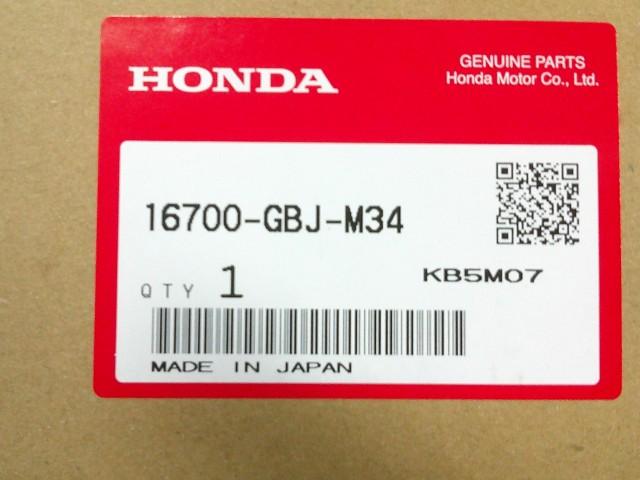 HONDA
GENUINE PARTS
Honda Motor Co., Ltd.
16700-GBJ-M34
KB5M07
QTY 1
MADE IN JAPAN